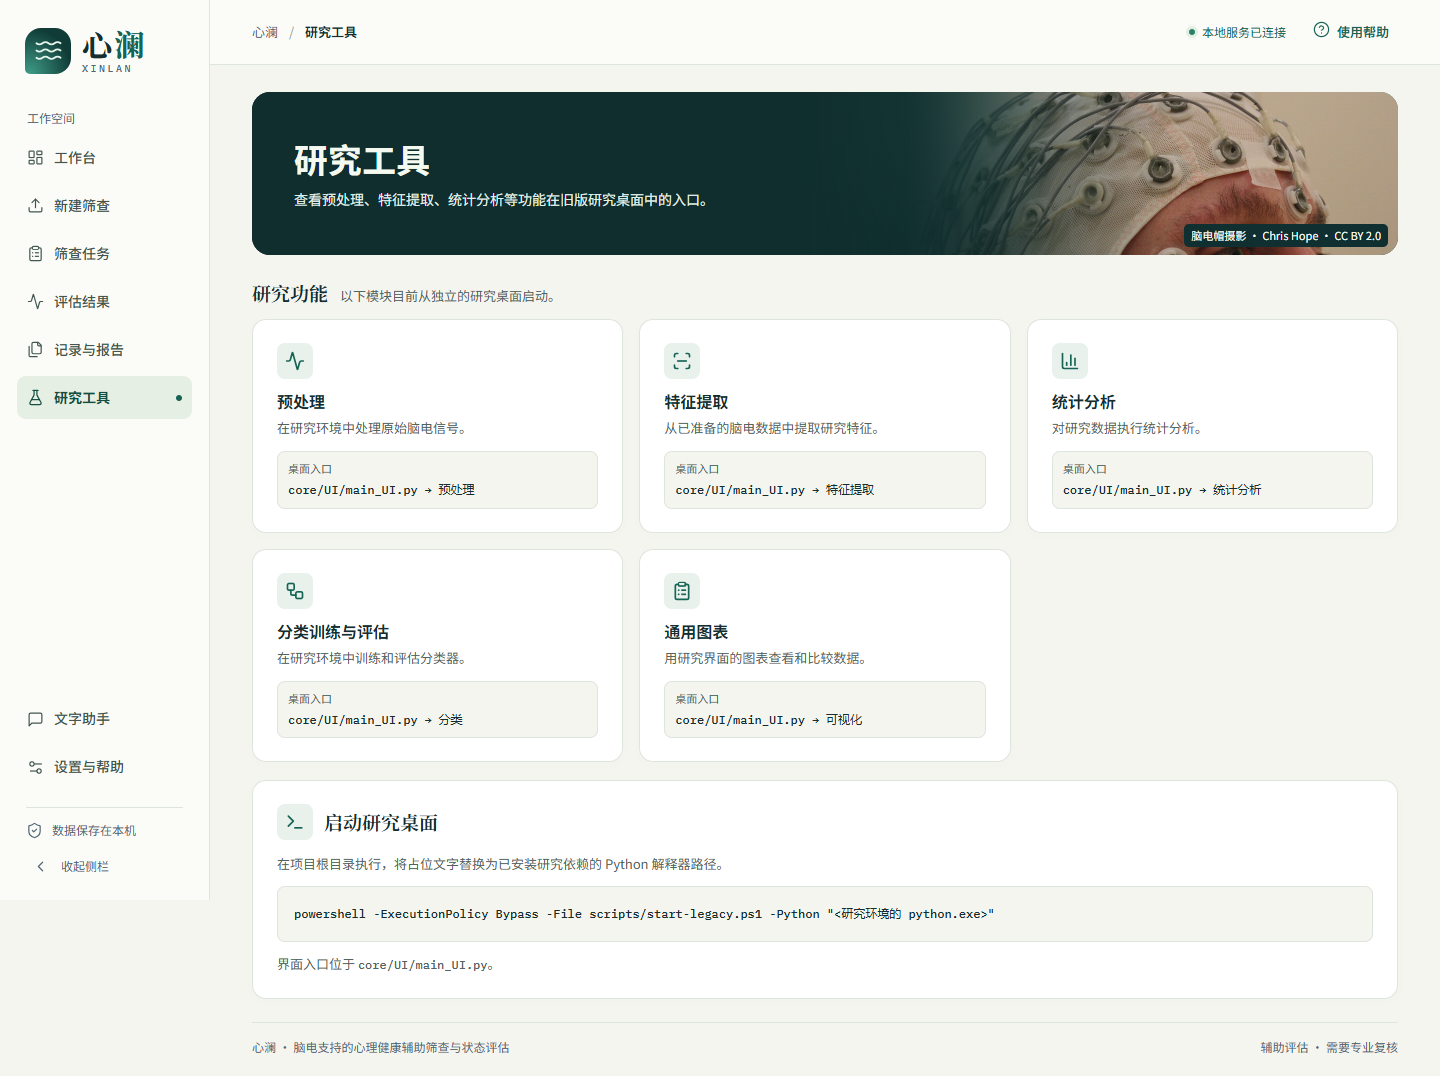 心澜
XINLAN
工作空间
工作台
新建筛查
筛查任务
评估结果
记录与报告
研究工具
文字助手
设置与帮助
数据保存在本机
收起侧栏
心澜 / 研究工具
本地服务已连接
使用帮助
研究工具
查看预处理、特征提取、统计分析等功能在旧版研究桌面中的入口。
脑电帽摄影 · Chris Hope · CC BY 2.0
研究功能 以下模块目前从独立的研究桌面启动。
预处理
在研究环境中处理原始脑电信号。
桌面入口
core/UI/main_UI.py → 预处理
特征提取
从已准备的脑电数据中提取研究特征。
桌面入口
core/UI/main_UI.py → 特征提取
统计分析
对研究数据执行统计分析。
桌面入口
core/UI/main_UI.py → 统计分析
分类训练与评估
在研究环境中训练和评估分类器。
桌面入口
core/UI/main_UI.py → 分类
通用图表
用研究界面的图表查看和比较数据。
桌面入口
core/UI/main_UI.py → 可视化
启动研究桌面
在项目根目录执行，将占位文字替换为已安装研究依赖的 Python 解释器路径。
powershell -ExecutionPolicy Bypass -File scripts/start-legacy.ps1 -Python "<研究环境的 python.exe>"
界面入口位于 core/UI/main_UI.py。
心澜 · 脑电支持的心理健康辅助筛查与状态评估
辅助评估 · 需要专业复核